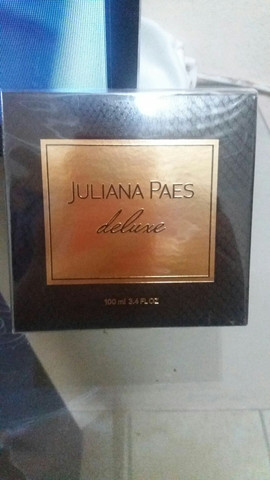 JULIANA PAES
deluxe
100 ml 3.4 FL OZ